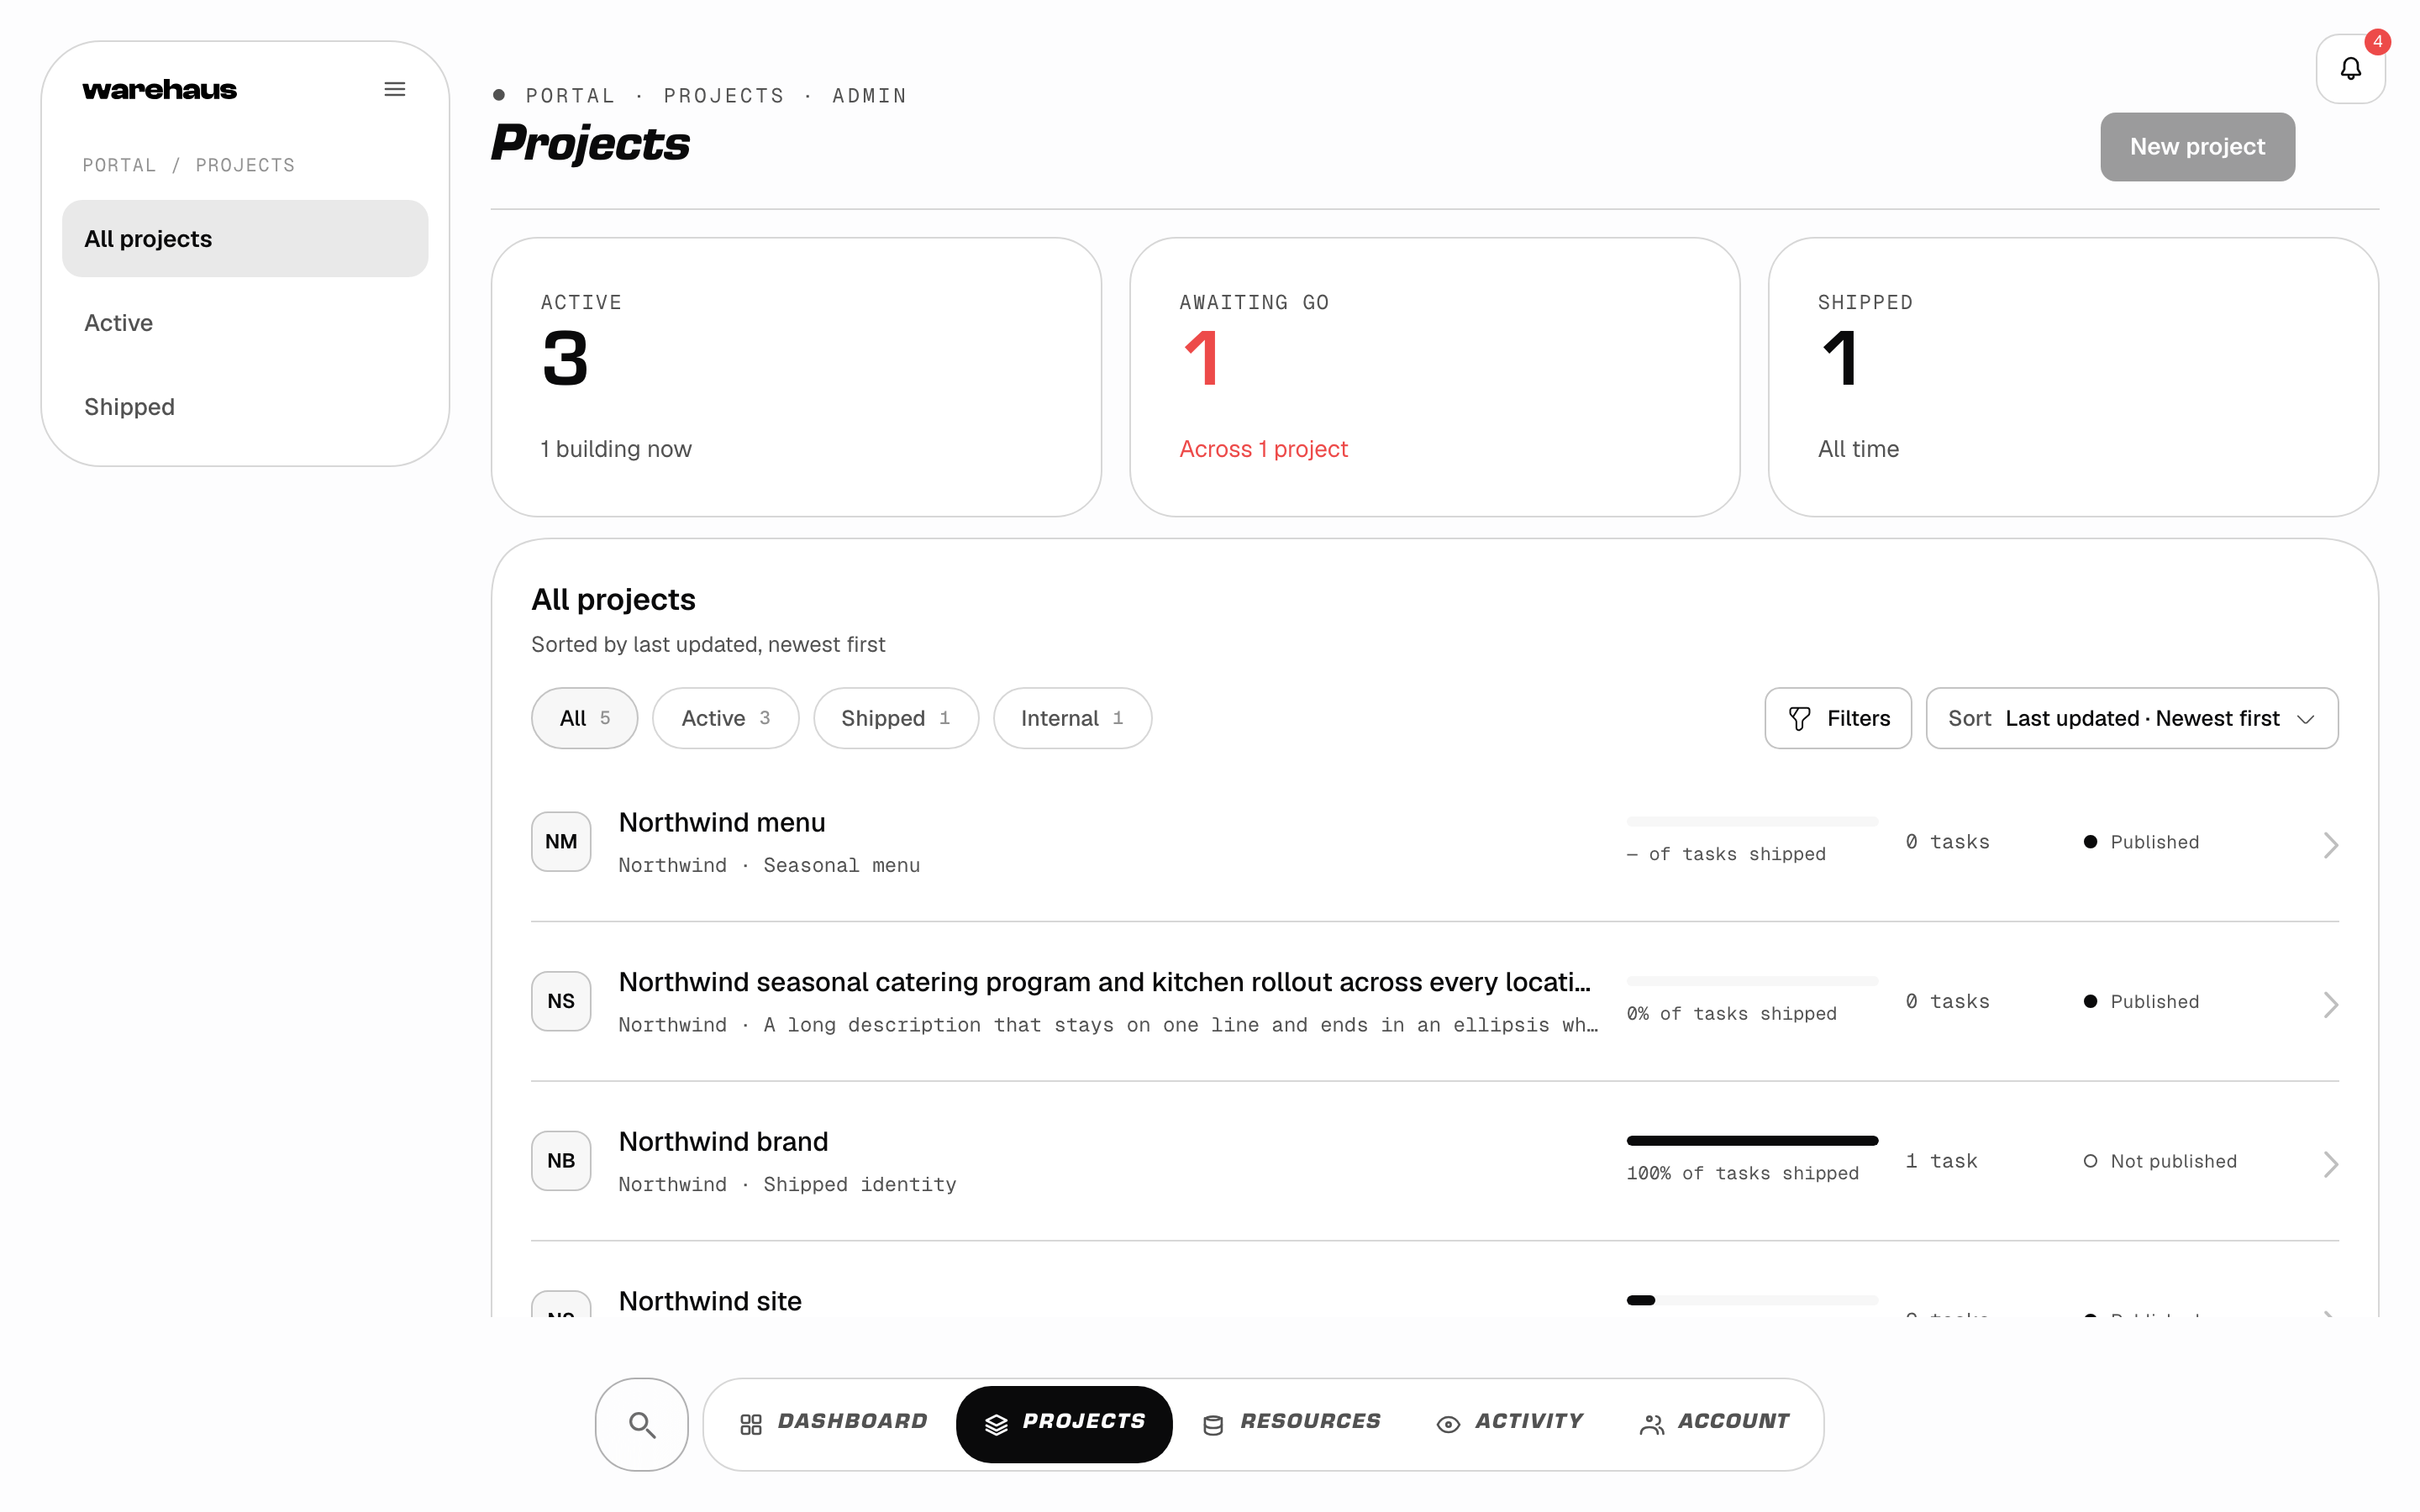 warehaus
PORTAL / PROJECTS
All projects
Active
Shipped
4
PORTAL · PROJECTS · ADMIN
Projects
New project
ACTIVE
3
1 building now
AWAITING GO
1
Across 1 project
SHIPPED
1
All time
All projects
Sorted by last updated, newest first
All 5
Active 3
Shipped 1
Internal 1
Filters
Sort Last updated · Newest first
NM
Northwind menu
Northwind · Seasonal menu
— of tasks shipped
0 tasks
Published
NS
Northwind seasonal catering program and kitchen rollout across every locati…
Northwind · A long description that stays on one line and ends in an ellipsis wh…
0% of tasks shipped
0 tasks
Published
NB
Northwind brand
Northwind · Shipped identity
100% of tasks shipped
1 task
Not published
Northwind site
DASHBOARD
PROJECTS
RESOURCES
ACTIVITY
ACCOUNT